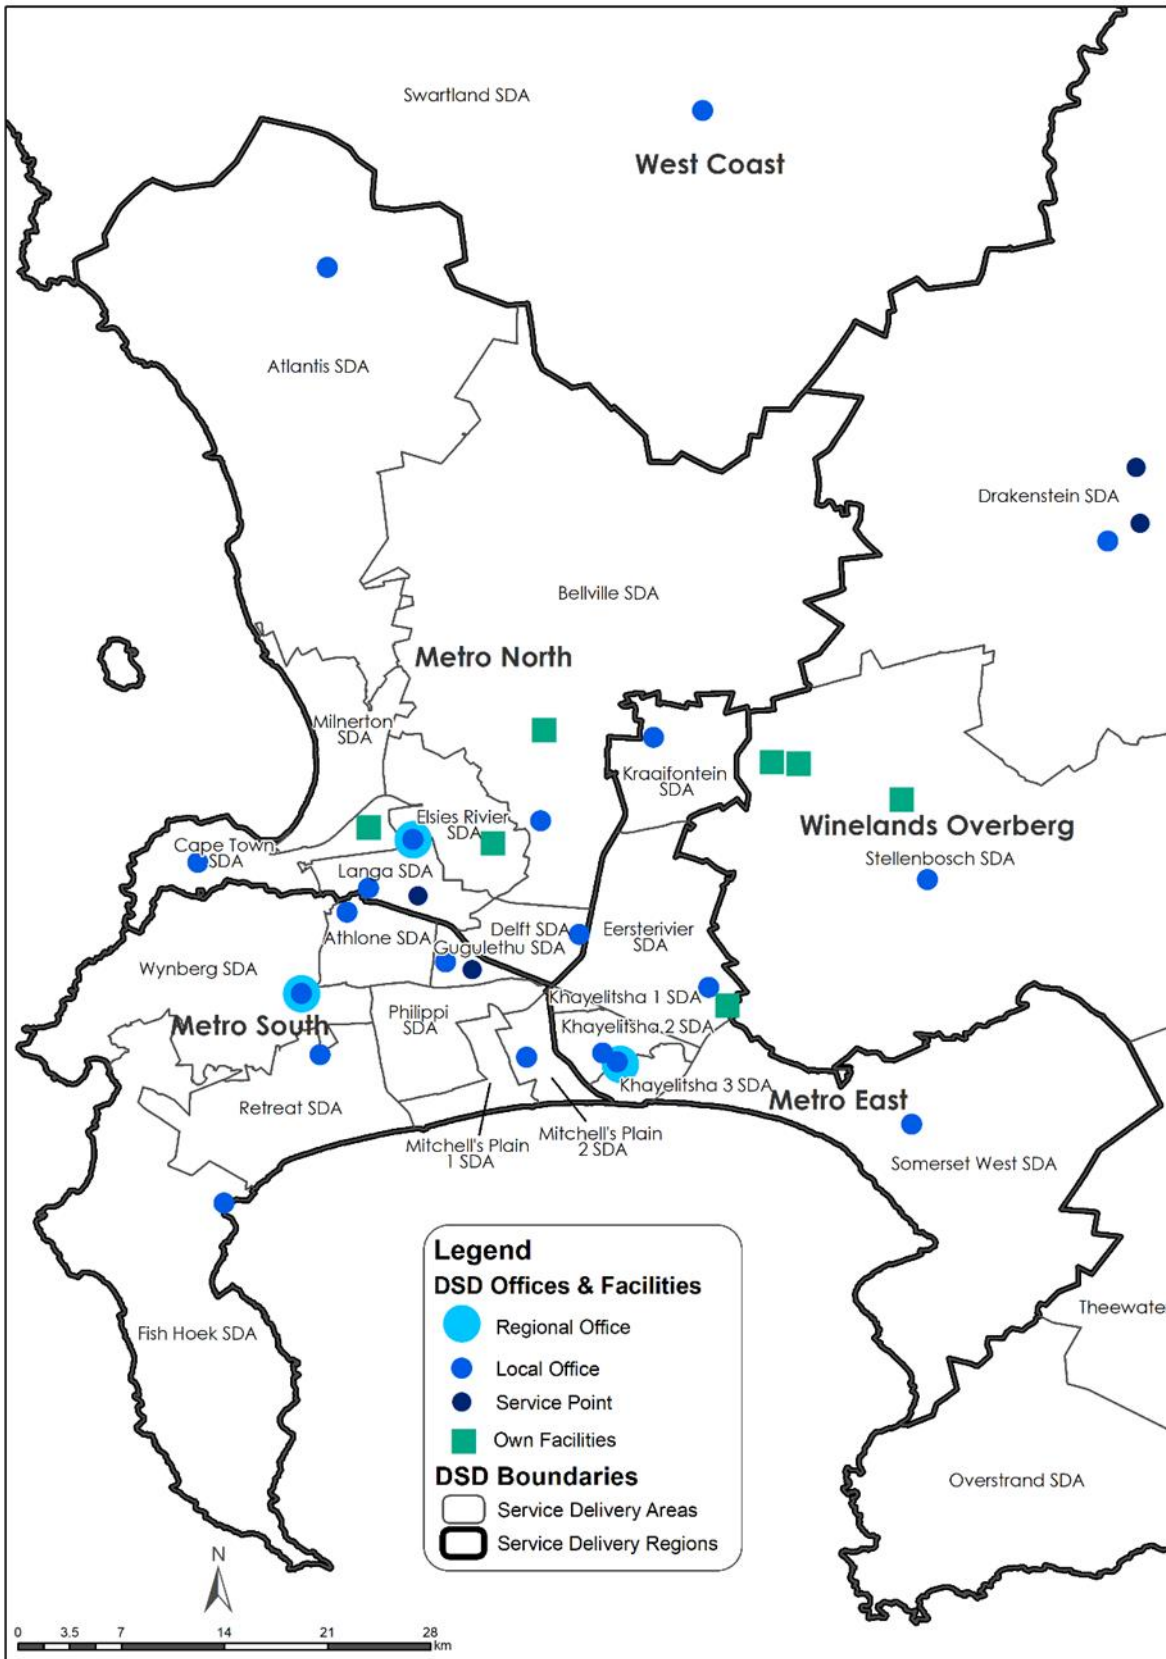 Swartland SDA
West Coast
Atlantis SDA
Drakenstein SDA
Bellville SDA
Metro North
Milnerton
SDA
Kraaifontein
SDA
Elsies Rivier
SDA
Winelands Overberg
Cape Town
SDA
Stellenbosch SDA
Langa SDA
Delft SDA
Eersterivier
SDA
Athlone SDA
Gugulethu SDA
Wynberg SDA
Khayelitsha 1 SDA
Philippi
SDA
Metro South
Khayelitsha 2 SDA
Khayelitsha 3 SDA
Metro East
Retreat SDA
Mitchell's Plain
1 SDA
Mitchell's Plain
2 SDA
Somerset West SDA
Legend
DSD Offices & Facilities
Regional Office
Local Office
Service Point
Own Facilities
DSD Boundaries
Service Delivery Areas
Service Delivery Regions
Theewate
Fish Hoek SDA
Overstrand SDA
N
0 3.5 7 14 21 28
km